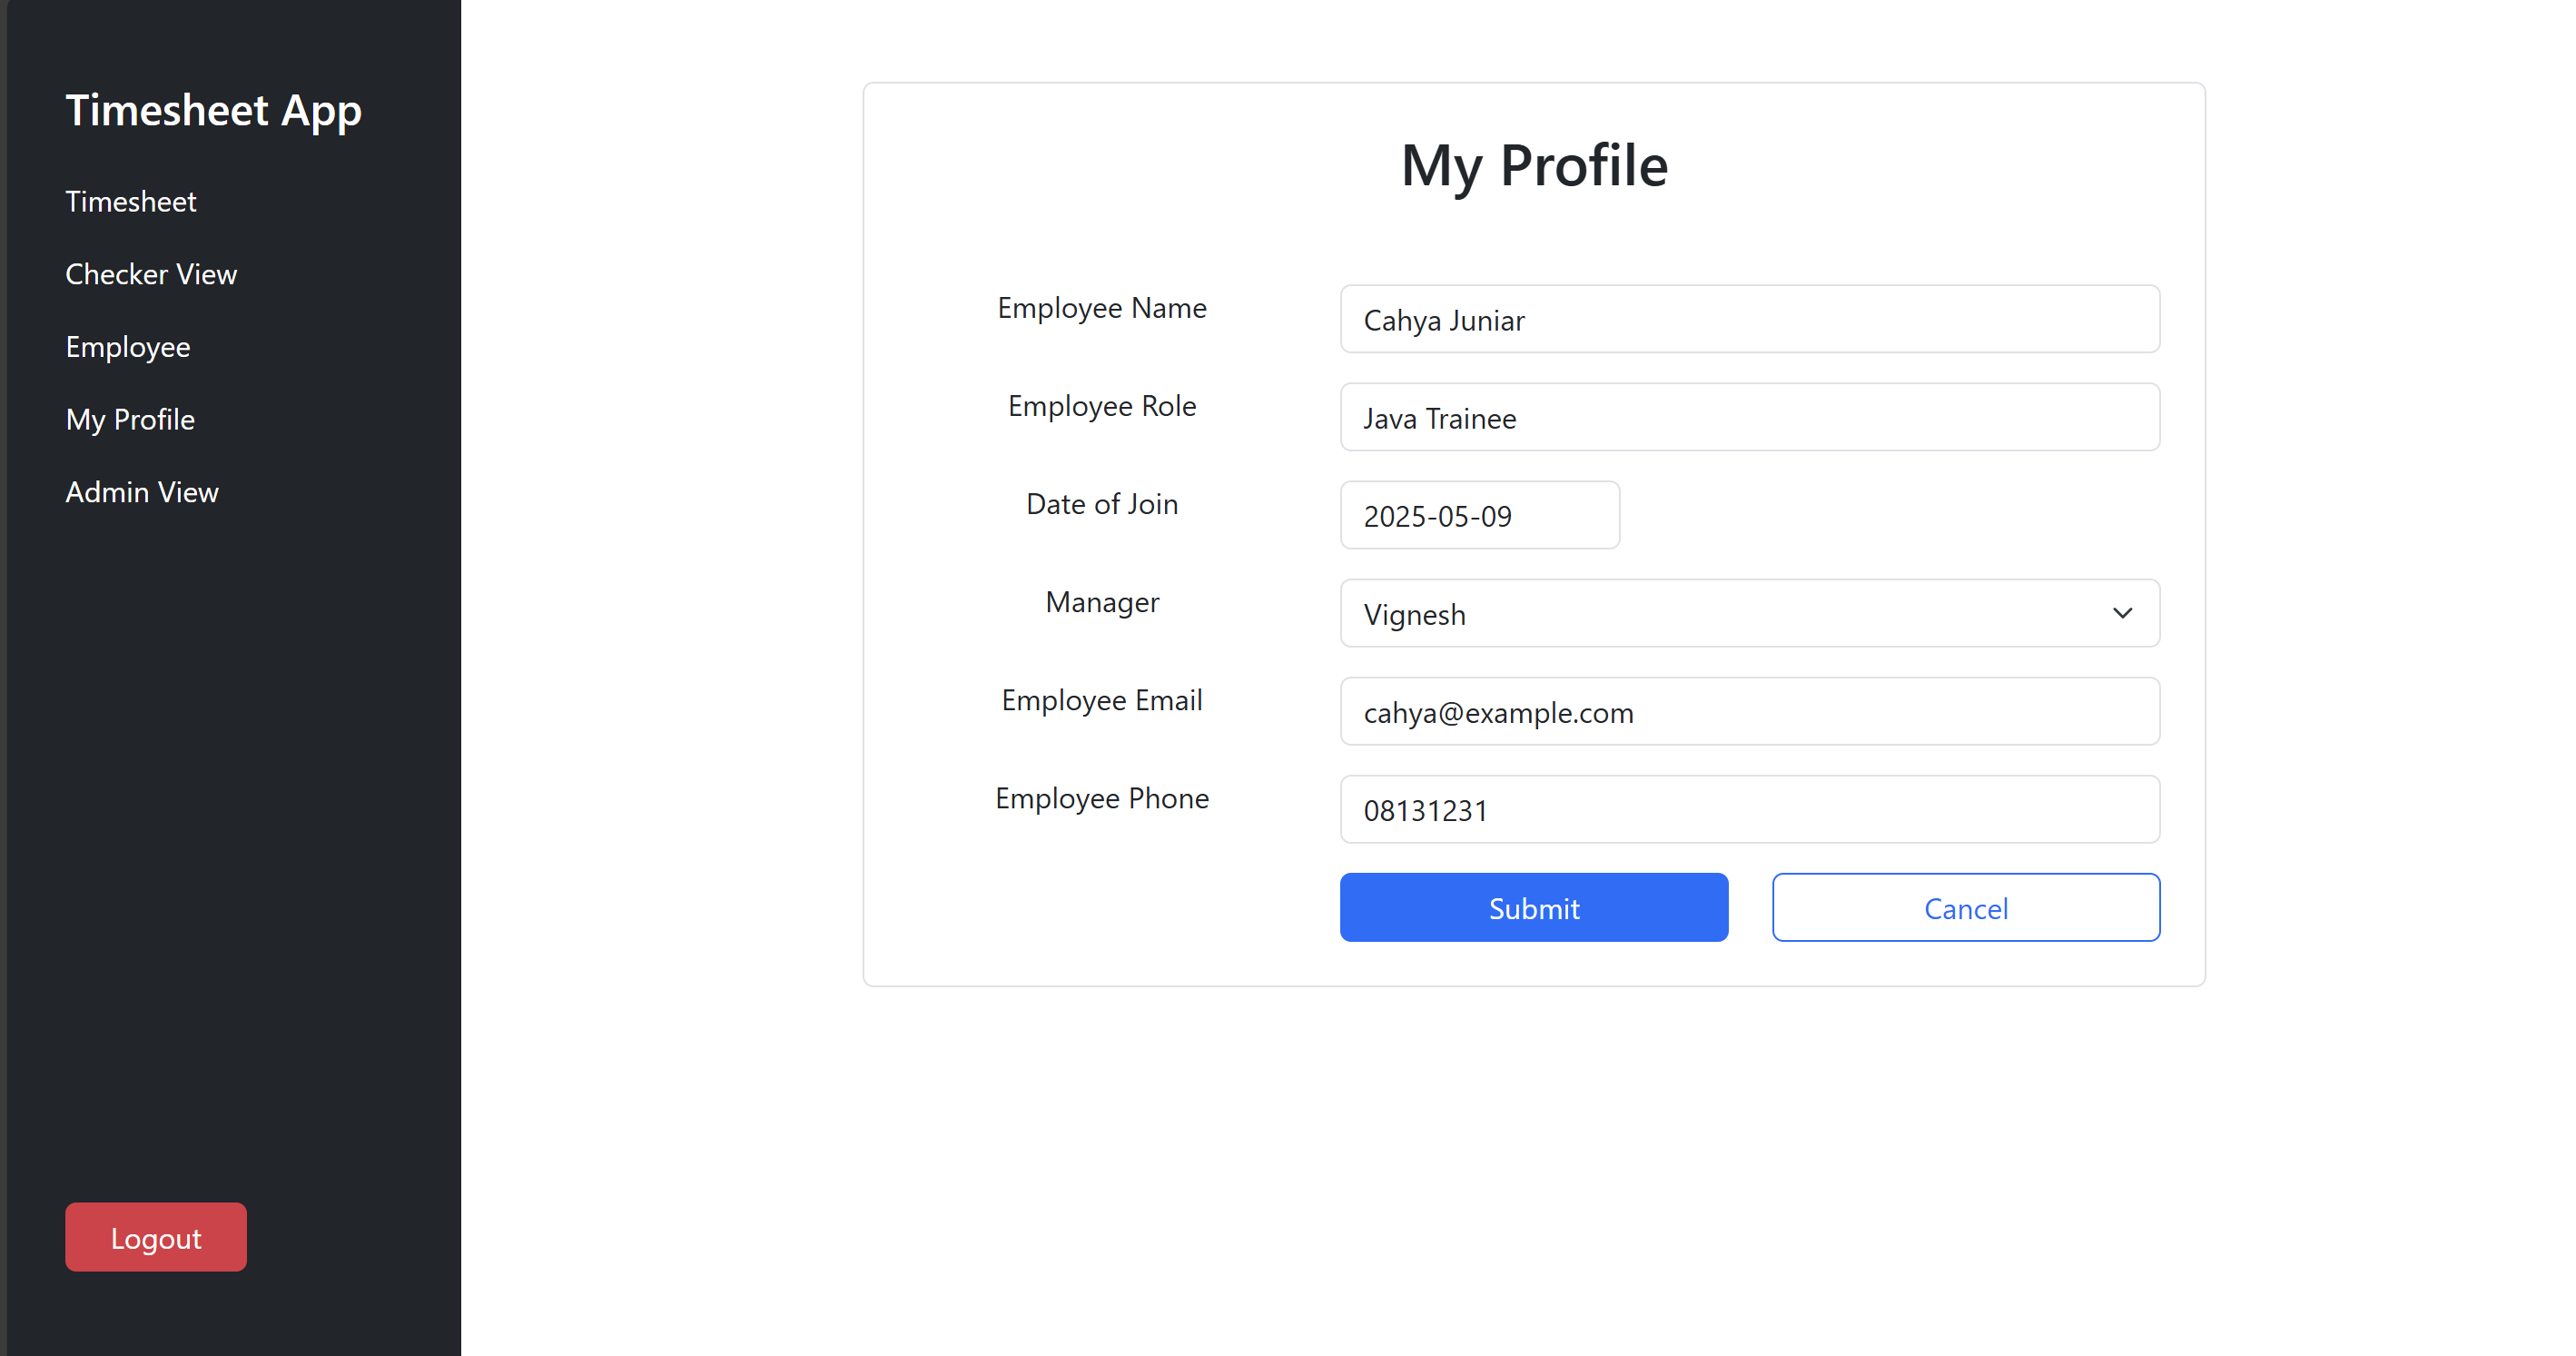 Timesheet App
Timesheet
Checker View
Employee
My Profile
Admin View
Logout
My Profile
Employee Name
Cahya Juniar
Employee Role
Java Trainee
Date of Join
2025-05-09
Manager
Vignesh
Employee Email
cahya@example.com
Employee Phone
08131231
Submit
Cancel